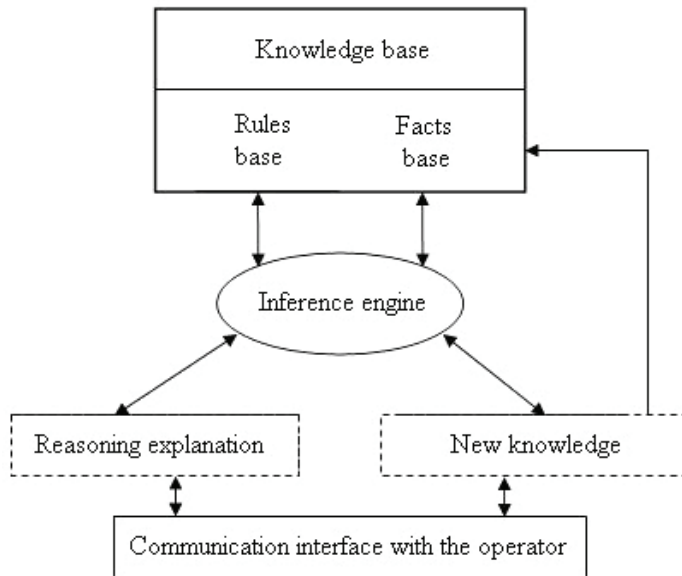 Knowledge base
Rules base
Facts base
Inference engine
Reasoning explanation
New knowledge
Communication interface with the operator